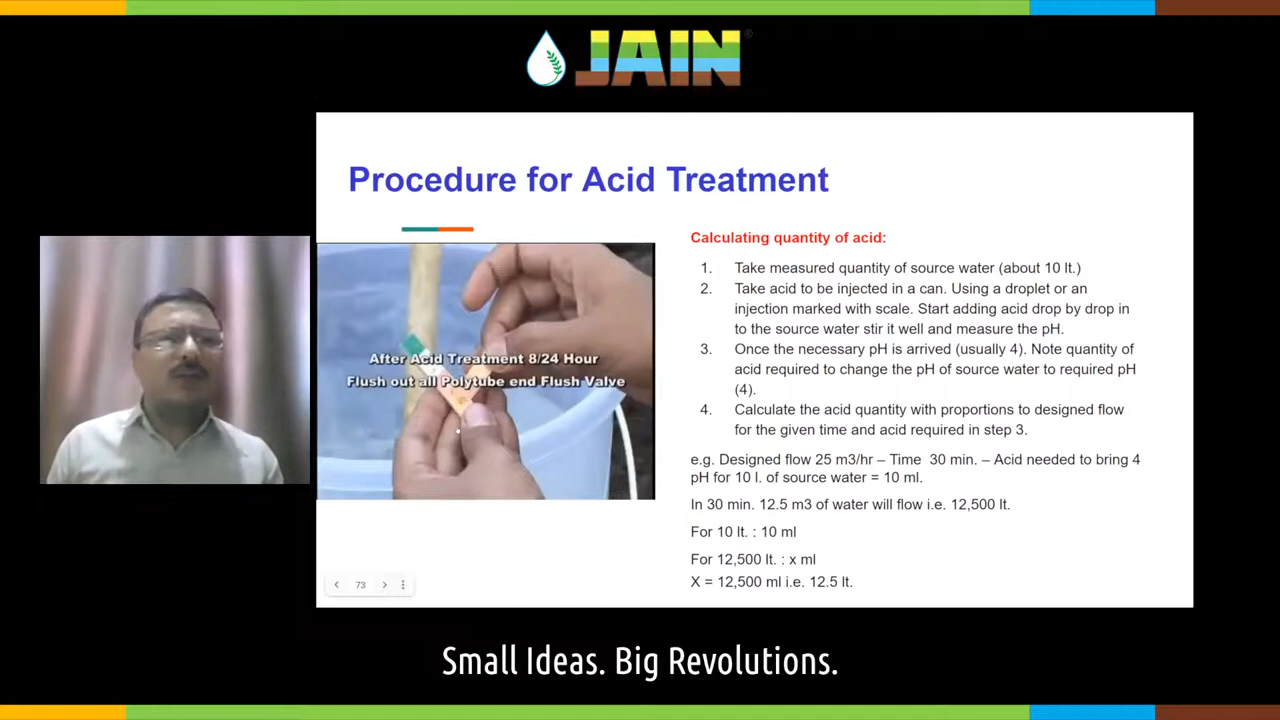 JAIN
Procedure for Acid Treatment
Calculating quantity of acid:
1. Take measured quantity of source water (about 10 lt.)
2. Take acid to be injected in a can. Using a droplet or an
injection marked with scale. Start adding acid drop by drop in
to the source water stir it well and measure the pH.
3. Once the necessary pH is arrived (usually 4). Note quantity of
acid required to change the pH of source water to required pH
(4).
4. Calculate the acid quantity with proportions to designed flow
for the given time and acid required in step 3.
e.g. Designed flow 25 m3/hr – Time 30 min. – Acid needed to bring 4
pH for 10 l. of source water = 10 ml.
In 30 min. 12.5 m3 of water will flow i.e. 12,500 lt.
For 10 lt. : 10 ml
For 12,500 lt. : x ml
X = 12,500 ml i.e. 12.5 lt.
After Acid Treatment 8/24 Hour
Flush out all Polytube end Flush Valve
73
Small Ideas. Big Revolutions.